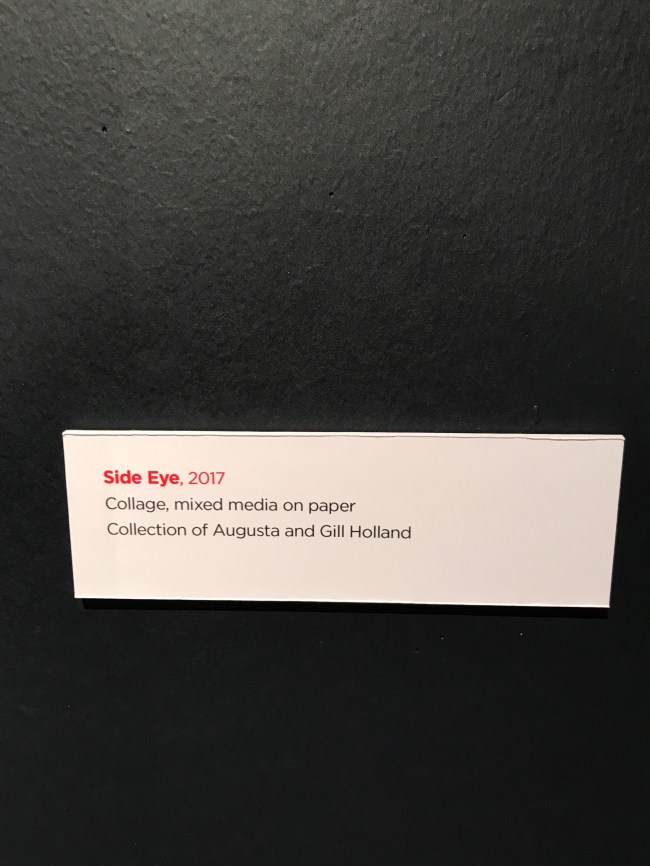 Side Eye, 2017
Collage, mixed media on paper
Collection of Augusta and Gill Holland